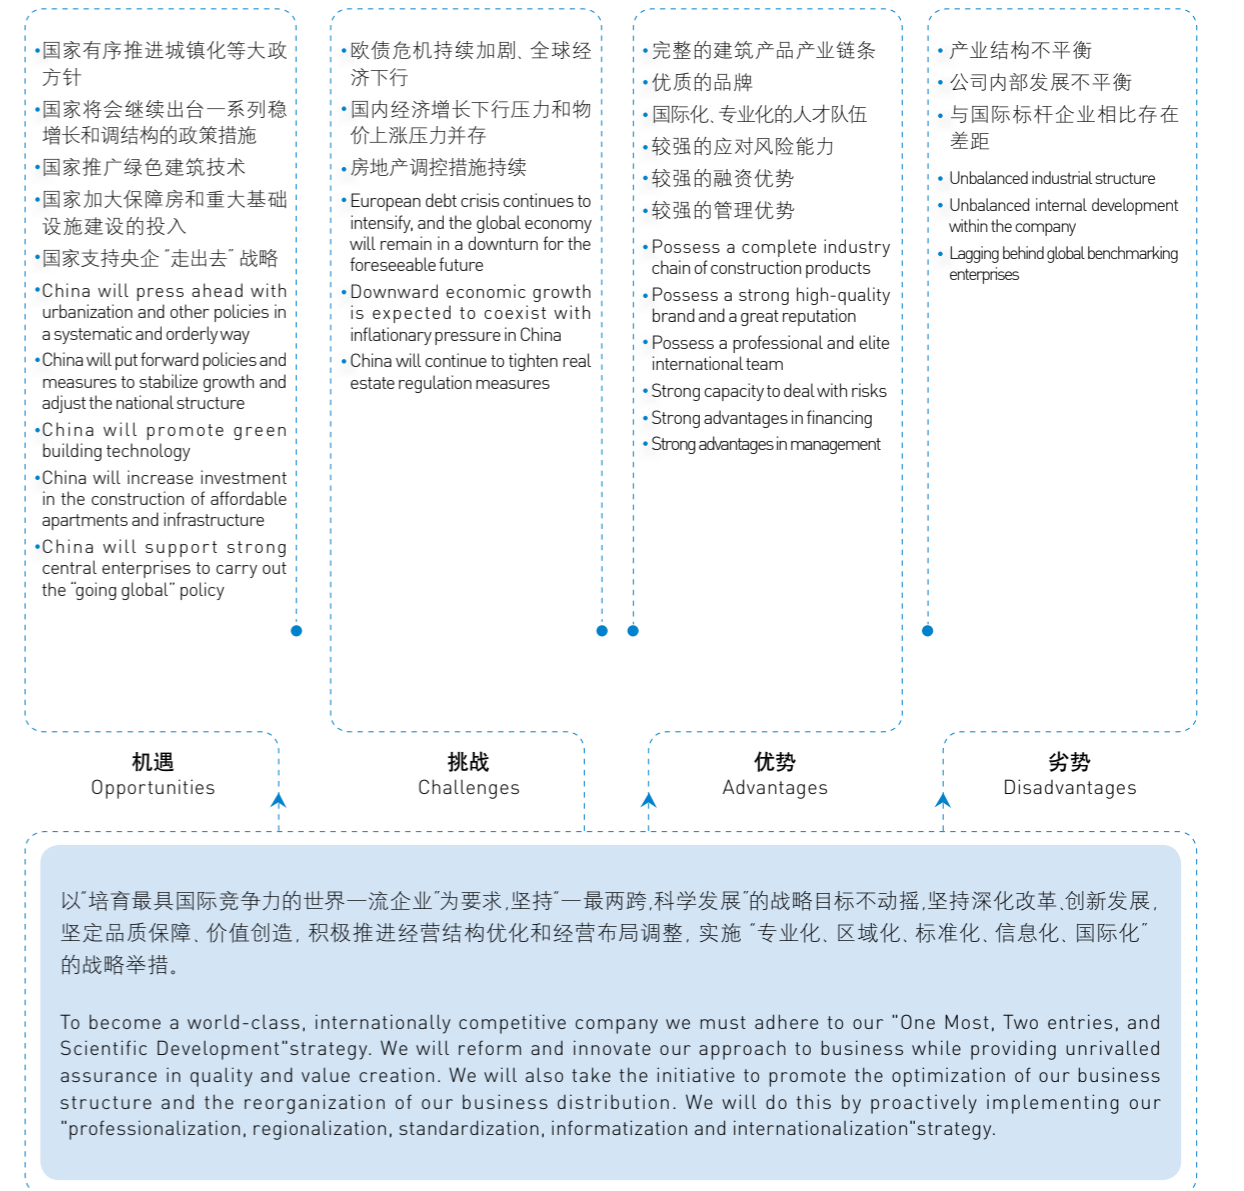 •国家有序推进城镇化等大政
方针
•国家将会继续出台一系列稳
增长和调结构的政策措施
•国家推广绿色建筑技术
•国家加大保障房和重大基础
设施建设的投入
•国家支持央企“走出去”战略
•China will press ahead with
urbanization and other policies in
a systematic and orderly way
•China will put forward policies and
measures to stabilize growth and
adjust the national structure
•China will promote green
building technology
•China will increase investment
in the construction of affordable
apartments and infrastructure
•China will support strong
central enterprises to carry out
the “going global” policy
机遇
Opportunities
•欧债危机持续加剧、全球经
济下行
•国内经济增长下行压力和物
价上涨压力并存
•房地产调控措施持续
•European debt crisis continues to
intensify, and the global economy
will remain in a downturn for the
foreseeable future
•Downward economic growth
is expected to coexist with
inflationary pressure in China
•China will continue to tighten real
estate regulation measures
挑战
Challenges
•完整的建筑产品产业链条
•优质的品牌
•国际化、专业化的人才队伍
•较强的应对风险能力
•较强的融资优势
•较强的管理优势
•Possess a complete industry
chain of construction products
•Possess a strong high-quality
brand and a great reputation
•Possess a professional and elite
international team
•Strong capacity to deal with risks
•Strong advantages in financing
•Strong advantages in management
优势
Advantages
•产业结构不平衡
•公司内部发展不平衡
•与国际标杆企业相比存在
差距
•Unbalanced industrial structure
•Unbalanced internal development
within the company
•Lagging behind global benchmarking
enterprises
劣势
Disadvantages
以“培育最具国际竞争力的世界一流企业”为要求,坚持“一最两跨,科学发展”的战略目标不动摇,坚持深化改革、创新发展,
坚定品质保障、价值创造, 积极推进经营结构优化和经营布局调整, 实施 “专业化、区域化、标准化、信息化、国际化”
的战略举措。
To become a world-class, internationally competitive company we must adhere to our "One Most, Two entries, and
Scientific Development"strategy. We will reform and innovate our approach to business while providing unrivalled
assurance in quality and value creation. We will also take the initiative to promote the optimization of our business
structure and the reorganization of our business distribution. We will do this by proactively implementing our
"professionalization, regionalization, standardization, informatization and internationalization"strategy.